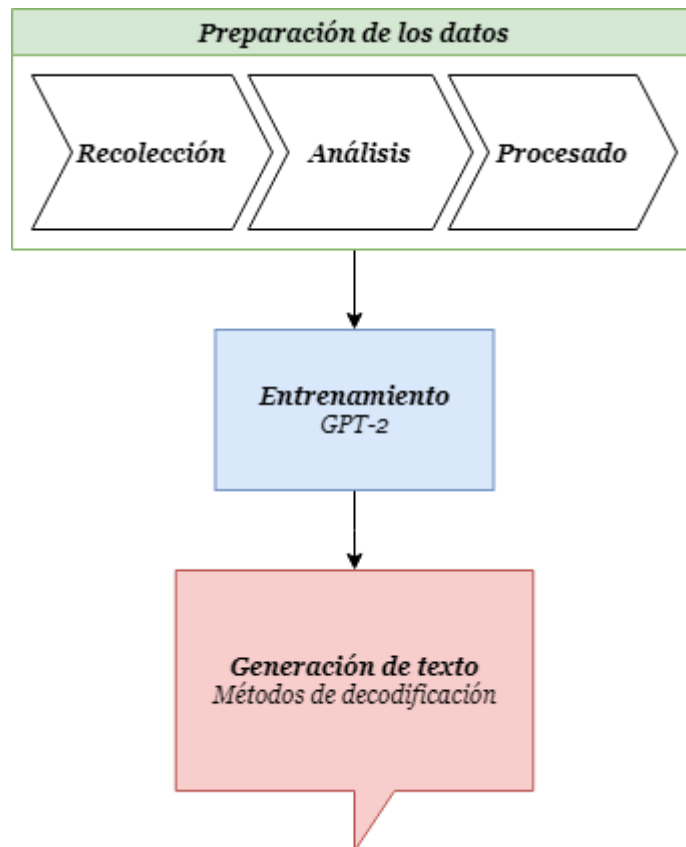 Preparación de los datos
Recolección
Análisis
Procesado
Entrenamiento
GPT-2
Generación de texto
Métodos de decodificación